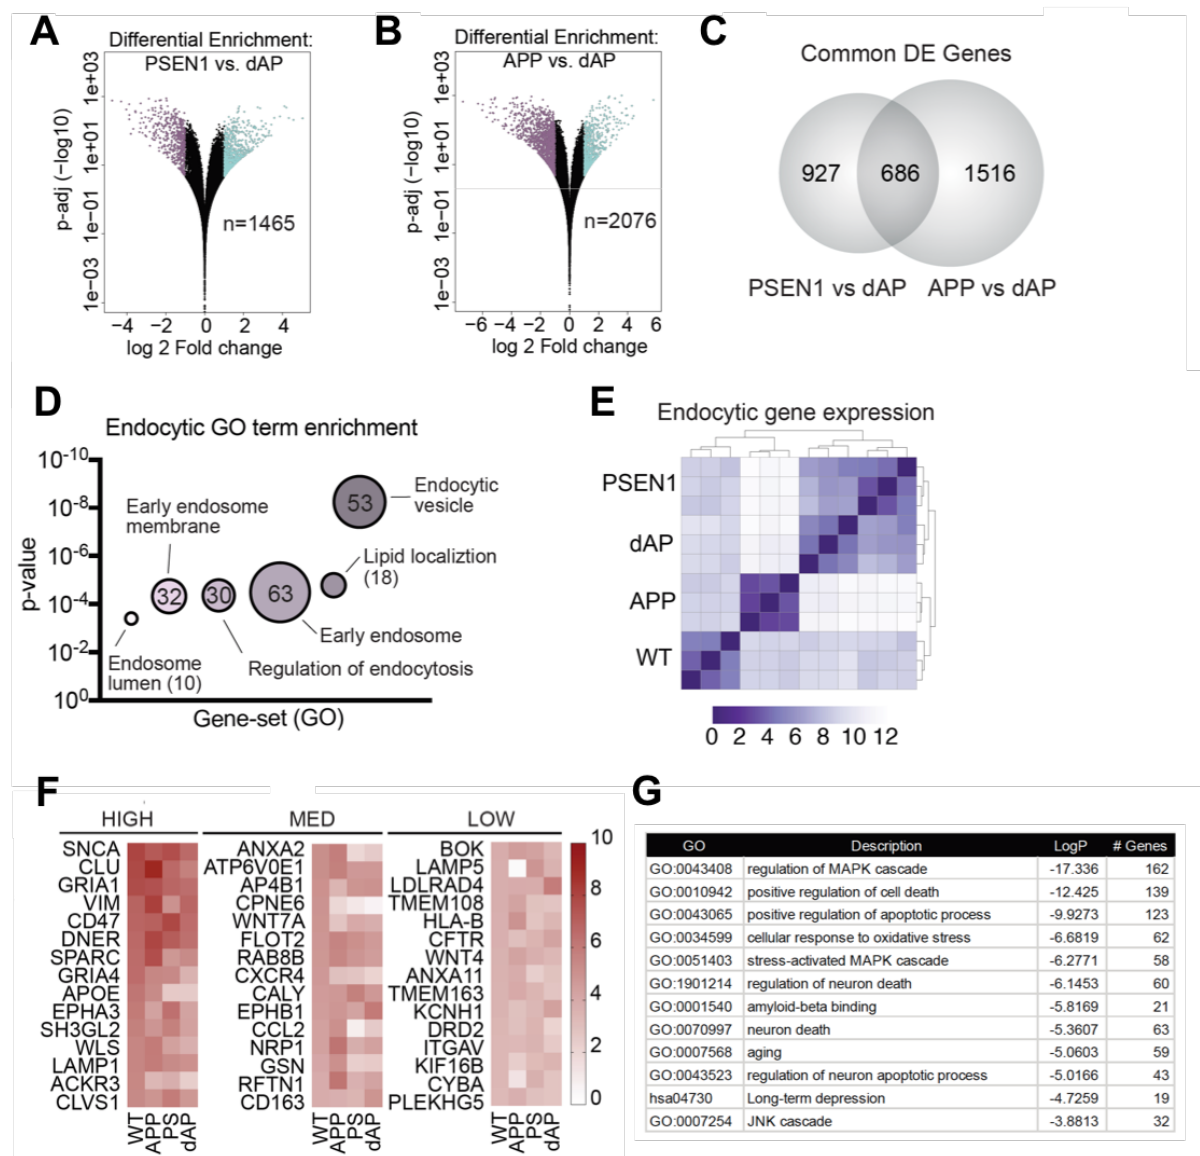 A
Differential Enrichment:
PSEN1 vs. dAP
p-adj (−log10)
1e+03
1e+01
1e−01
1e−03
n=1465
−4 −2 0 2 4
log 2 Fold change
B
Differential Enrichment:
APP vs. dAP
p-adj (−log10)
1e+03
1e+01
1e−01
1e−03
n=2076
−6 −4 −2 0 2 4 6
log 2 Fold change
C
Common DE Genes
927 686 1516
PSEN1 vs dAP APP vs dAP
D
Endocytic GO term enrichment
p-value
10-10
10-8
10-6
10-4
10-2
100
Early endosome
membrane
53
Endocytic
vesicle
Lipid localiztion
(18)
32
30
63
Early endosome
Endosome
lumen (10)
Regulation of endocytosis
Gene-set (GO)
E
Endocytic gene expression
PSEN1
dAP
APP
WT
0 2 4 6 8 10 12
F
HIGH
SNCA
CLU
GRIA1
VIM
CD47
DNER
SPARC
GRIA4
APOE
EPHA3
SH3GL2
WLS
LAMP1
ACKR3
CLVS1
WT
APP
PS
dAP
MED
ANXA2
ATP6V0E1
AP4B1
CPNE6
WNT7A
FLOT2
RAB8B
CXCR4
CALY
EPHB1
CCL2
NRP1
GSN
RFTN1
CD163
WT
APP
PS
dAP
LOW
BOK
LAMP5
LDLRAD4
TMEM108
HLA-B
CFTR
WNT4
ANXA11
TMEM163
KCNH1
DRD2
ITGAV
KIF16B
CYBA
PLEKHG5
WT
APP
PS
dAP
10
8
6
4
2
0
G
GO Description LogP # Genes
GO:0043408 regulation of MAPK cascade -17.336 162
GO:0010942 positive regulation of cell death -12.425 139
GO:0043065 positive regulation of apoptotic process -9.9273 123
GO:0034599 cellular response to oxidative stress -6.6819 62
GO:0051403 stress-activated MAPK cascade -6.2771 58
GO:1901214 regulation of neuron death -6.1453 60
GO:0001540 amyloid-beta binding -5.8169 21
GO:0070997 neuron death -5.3607 63
GO:0007568 aging -5.0603 59
GO:0043523 regulation of neuron apoptotic process -5.0166 43
hsa04730 Long-term depression -4.7259 19
GO:0007254 JNK cascade -3.8813 32